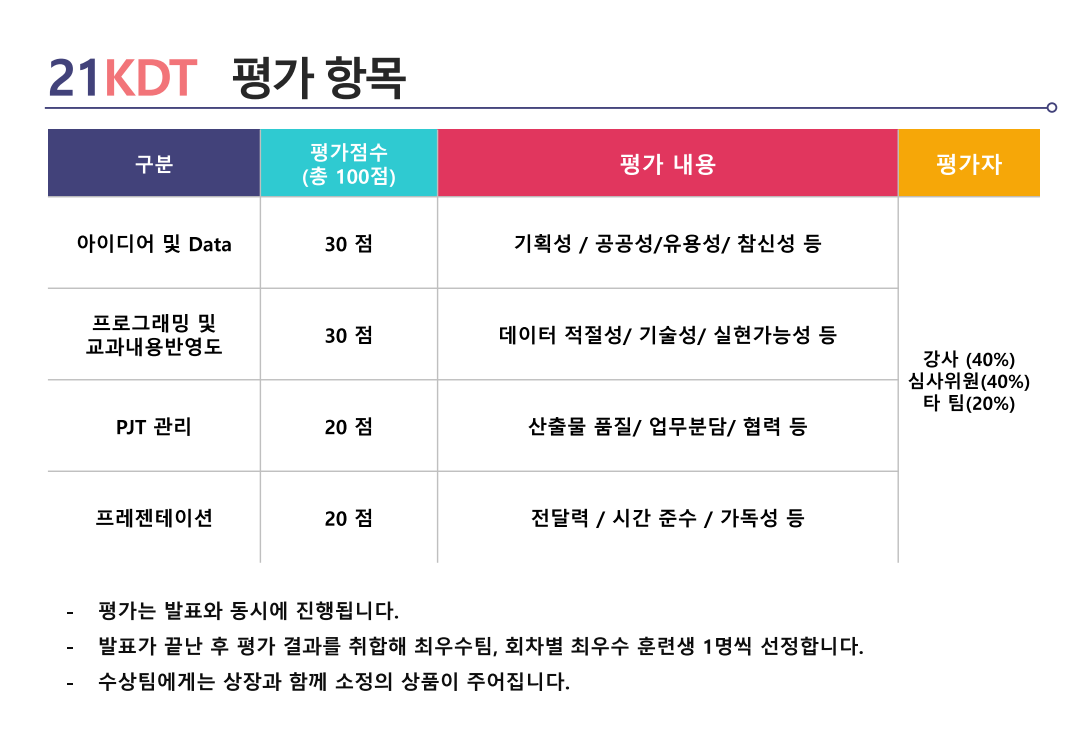 21KDT 평가 항목
구분
평가점수
(총 100점)
평가 내용
평가자
아이디어 및 Data
30 점
기획성 / 공공성/유용성/ 참신성 등
프로그래밍 및
교과내용반영도
30 점
데이터 적절성/ 기술성/ 실현가능성 등
강사 (40%)
심사위원(40%)
타 팀(20%)
PJT 관리
20 점
산출물 품질/ 업무분담/ 협력 등
프레젠테이션
20 점
전달력 / 시간 준수 / 가독성 등
- 평가는 발표와 동시에 진행됩니다.
- 발표가 끝난 후 평가 결과를 취합해 최우수팀, 회차별 최우수 훈련생 1명씩 선정합니다.
- 수상팀에게는 상장과 함께 소정의 상품이 주어집니다.